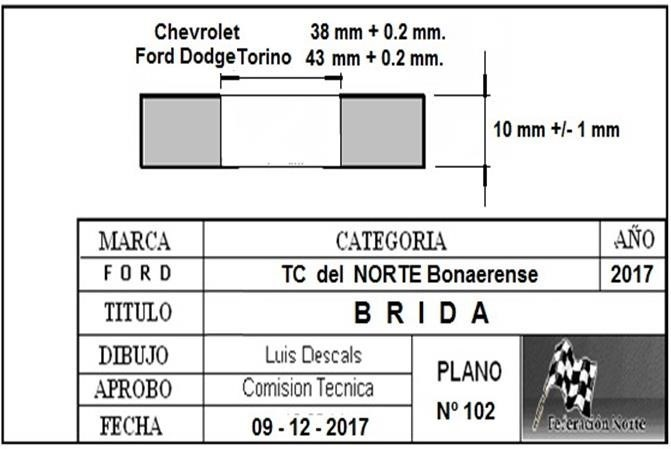 Chevrolet 38 mm + 0.2 mm.
Ford DodgeTorino 43 mm + 0.2 mm.
10 mm +/- 1 mm
MARCA CATEGORIA AÑO
F O R D TC del NORTE Bonaerense 2017
TITULO B R I D A
DIBUJO Luis Descals
APROBO Comision Tecnica
FECHA 09 - 12 - 2017
PLANO
Nº 102
Federación Norte